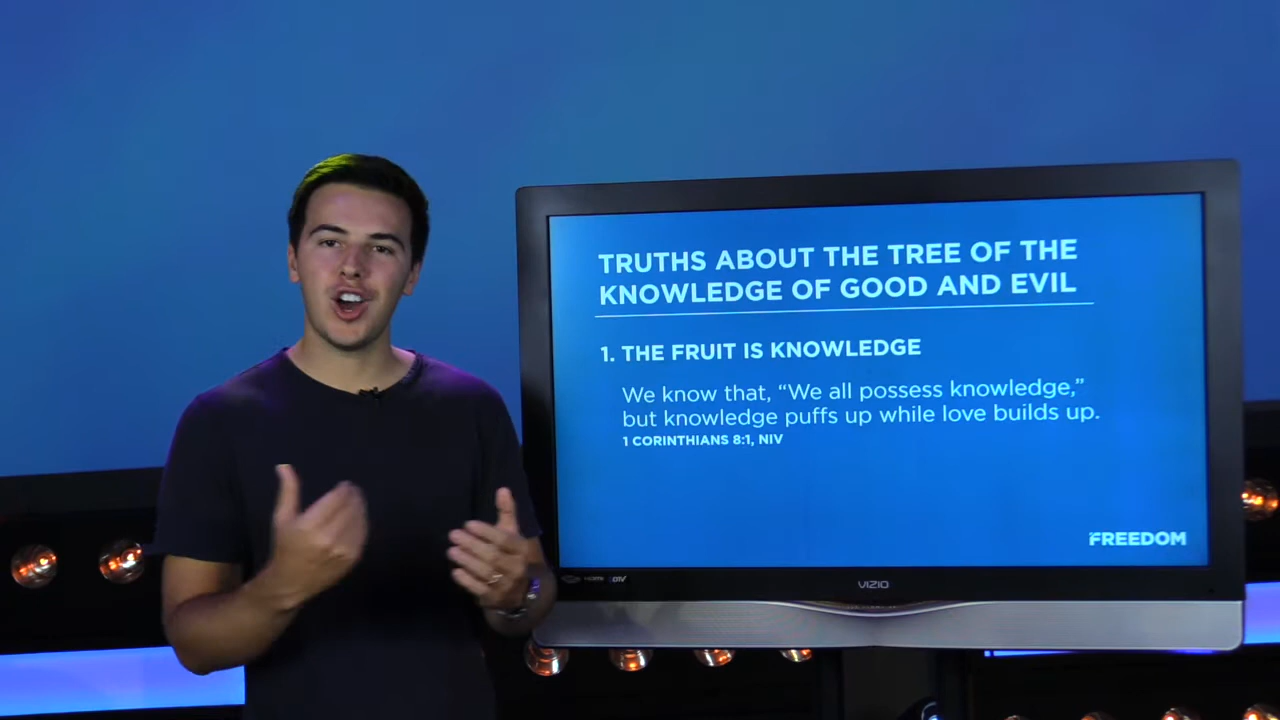 TRUTHS ABOUT THE TREE OF THE
KNOWLEDGE OF GOOD AND EVIL
1. THE FRUIT IS KNOWLEDGE
We know that, “We all possess knowledge,”
but knowledge puffs up while love builds up.
1 CORINTHIANS 8:1, NIV
FREEDOM
HDMI
VIZIO